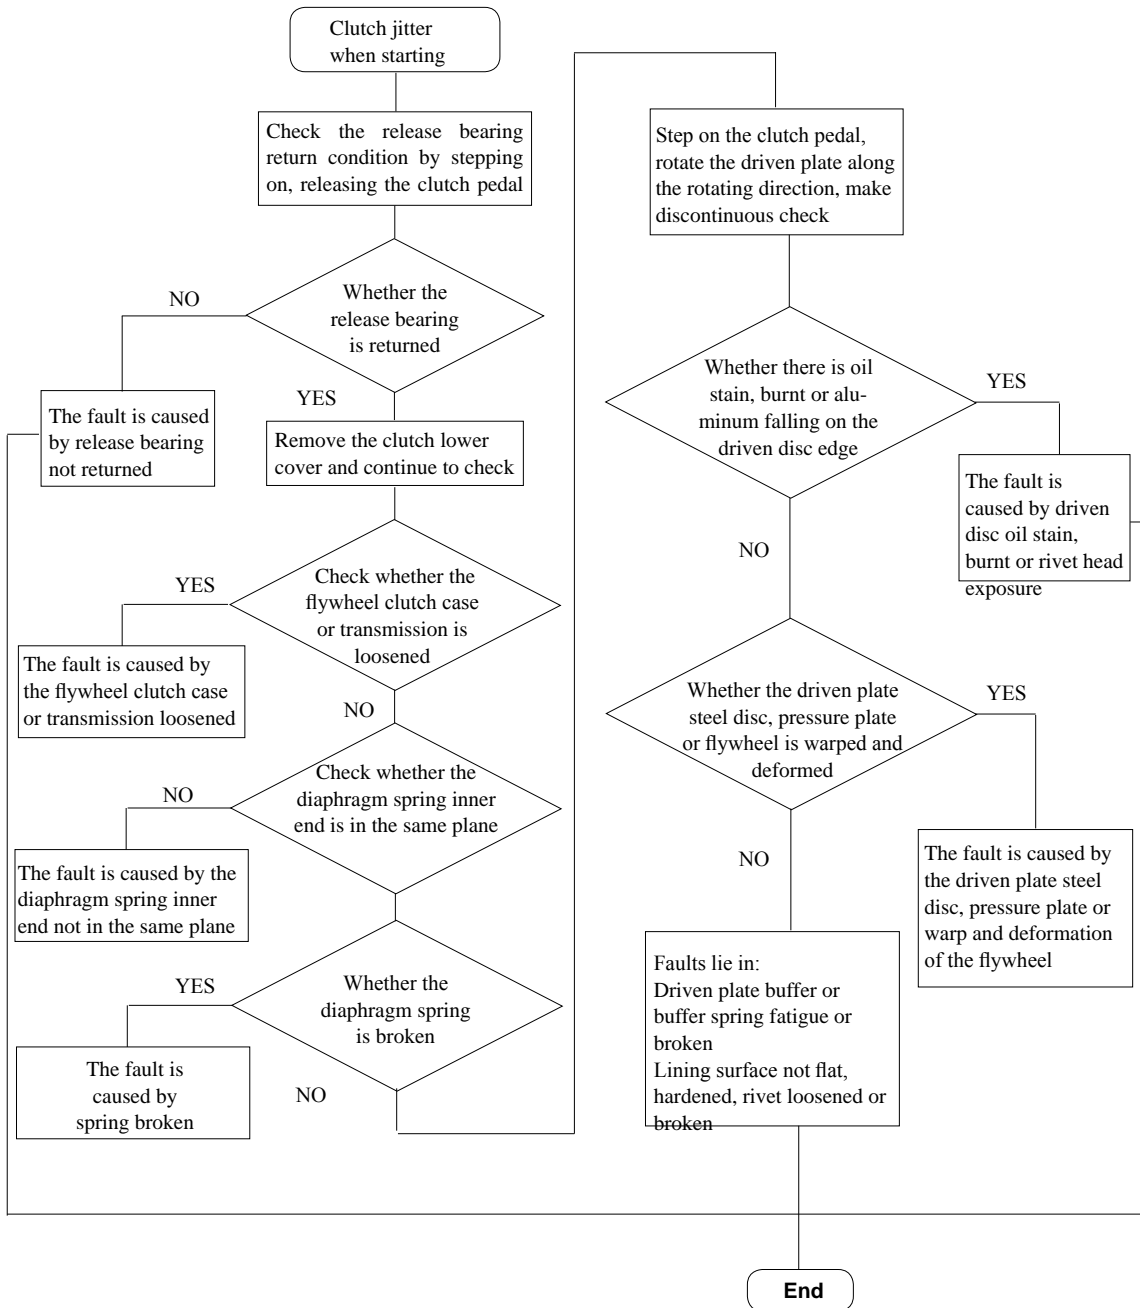 Clutch jitter
when starting
Check the release bearing
return condition by stepping
on, releasing the clutch pedal
Whether the
release bearing
is returned
NO
YES
The fault is caused
by release bearing
not returned
Remove the clutch lower
cover and continue to check
Check whether the
flywheel clutch case
or transmission is
loosened
YES
NO
The fault is caused by
the flywheel clutch case
or transmission loosened
Check whether the
diaphragm spring inner
end is in the same plane
NO
The fault is caused by the
diaphragm spring inner
end not in the same plane
Whether the
diaphragm spring
is broken
YES
NO
The fault is
caused by
spring broken
Step on the clutch pedal,
rotate the driven plate along
the rotating direction, make
discontinuous check
Whether there is oil
stain, burnt or alu-
minum falling on the
driven disc edge
YES
NO
The fault is
caused by driven
disc oil stain,
burnt or rivet head
exposure
Whether the driven plate
steel disc, pressure plate
or flywheel is warped and
deformed
YES
NO
The fault is caused by
the driven plate steel
disc, pressure plate or
warp and deformation
of the flywheel
Faults lie in:
Driven plate buffer or
buffer spring fatigue or
broken
Lining surface not flat,
hardened, rivet loosened or
broken
End